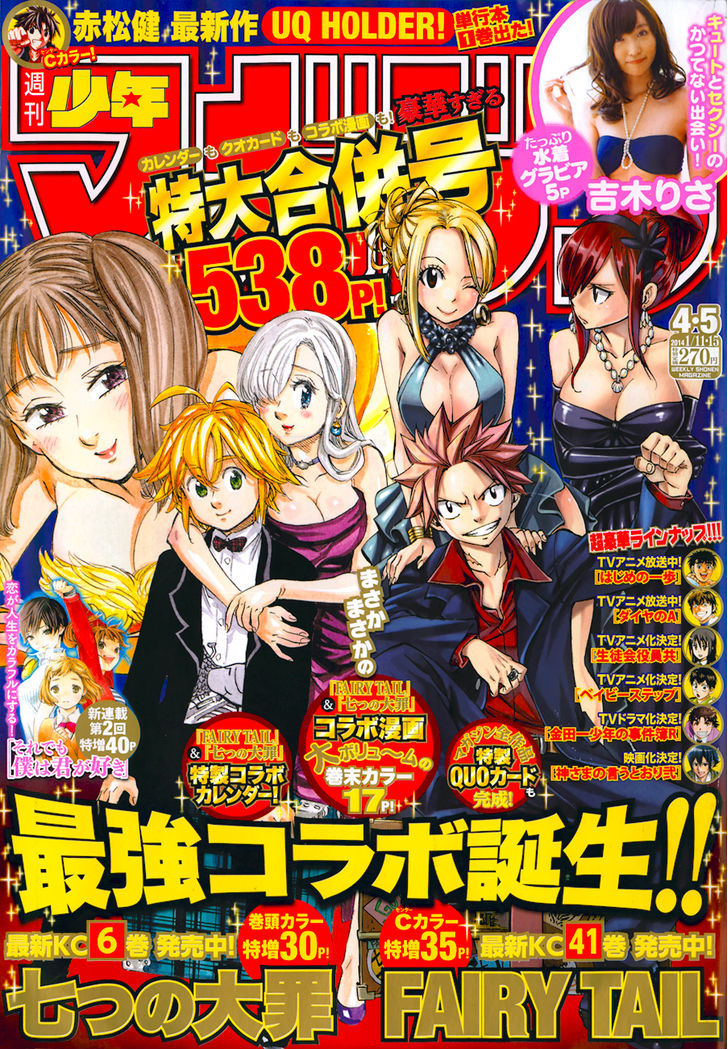 赤松健 最新作 UQ HOLDER! 単行本1巻出た!
Cカラー!
週刊少年マガジン
カレンダーもクオカードもコラボ漫画も!豪華すぎる
特大合併号
538P!
キュートとセクシーの
かつてない出会い!
たっぷり
水着
グラビア
5P
吉木りさ
4・5
2014 1/11・15
270円
WEEKLY SHONEN
MAGAZINE
超豪華ラインナップ!!!!
TVアニメ放送中!
『はじめの一歩』
TVアニメ放送中!
『ダイヤのA』
TVアニメ化決定!
『生徒会役員共』
TVアニメ化決定!
『ベイビーステップ』
TVドラマ化決定!
『金田一少年の事件簿R』
映画化決定!
『神さまの言うとおり弐』
恋が、人生をカラフルにする!
新連載
第2回
特増40P
『それでも
僕は君が好き』
まさか
まさかの
『FAIRY TAIL』
&『七つの大罪』
特製コラボ
カレンダー!
『FAIRY TAIL』
&『七つの大罪』
コラボ漫画
大ボリュ〜ムの
巻末カラー
17P!
マガジン全作品
特製
QUOカードも
完成!
最強コラボ誕生!!
最新KC6巻 発売中!
巻頭カラー
特増30P!
七つの大罪
センター
Cカラー
特増35P!
最新KC41巻 発売中!
FAIRY TAIL